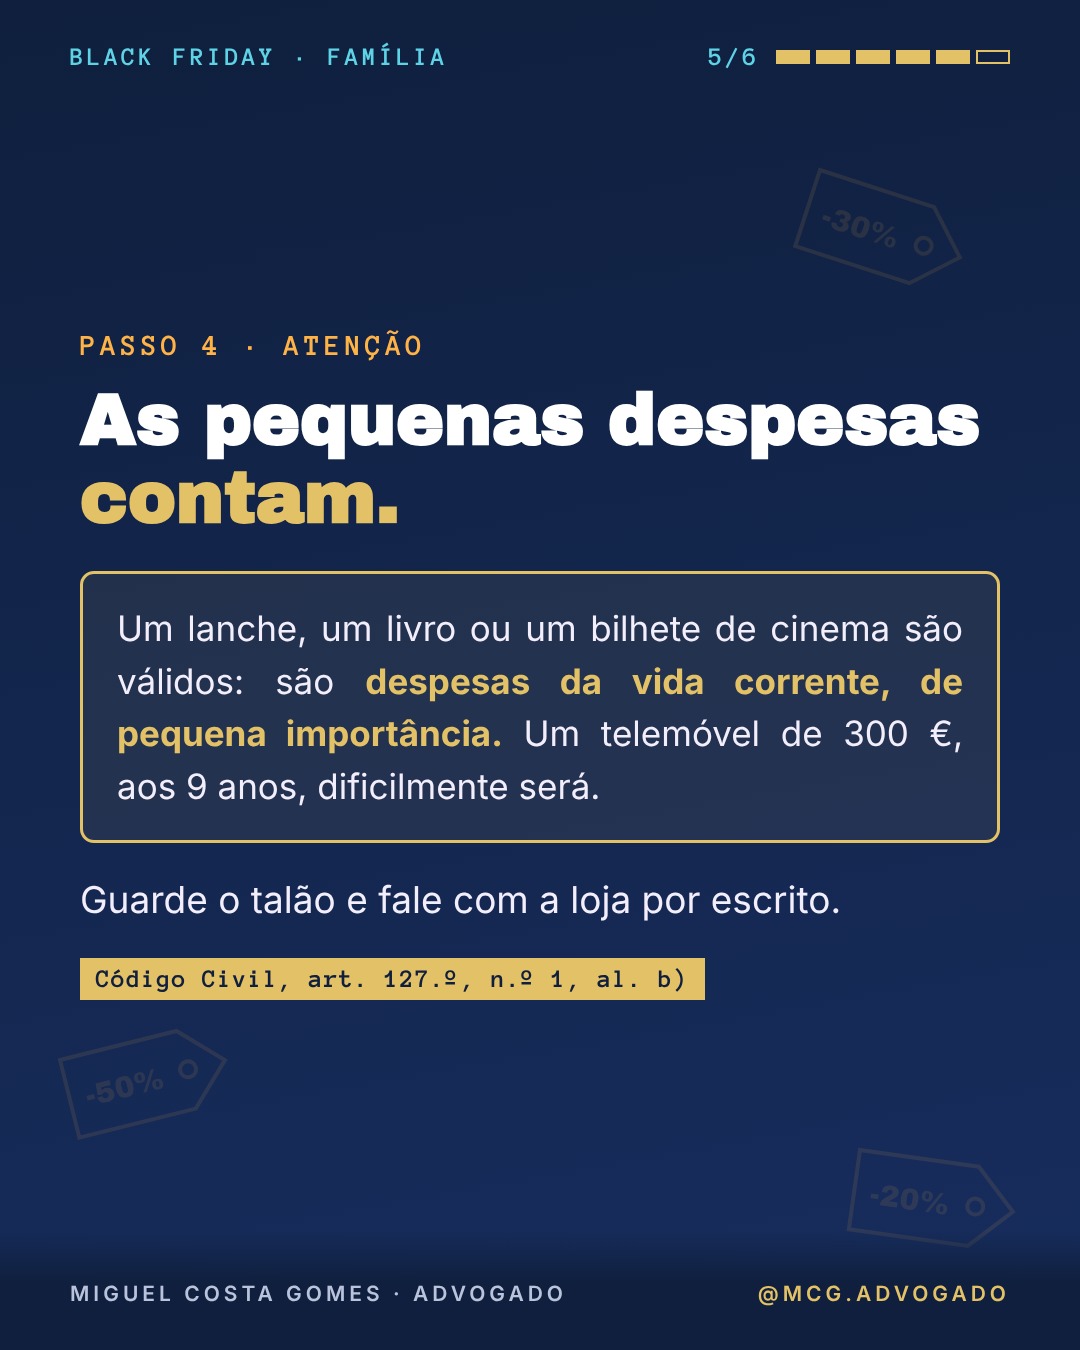 BLACK FRIDAY · FAMÍLIA
5/6
-30%
PASSO 4 · ATENÇÃO
As pequenas despesas
contam.
Um lanche, um livro ou um bilhete de cinema são
válidos: são despesas da vida corrente, de
pequena importância. Um telemóvel de 300 €,
aos 9 anos, dificilmente será.
Guarde o talão e fale com a loja por escrito.
Código Civil, art. 127.º, n.º 1, al. b)
-50%
-20%
MIGUEL COSTA GOMES · ADVOGADO
@MCG.ADVOGADO